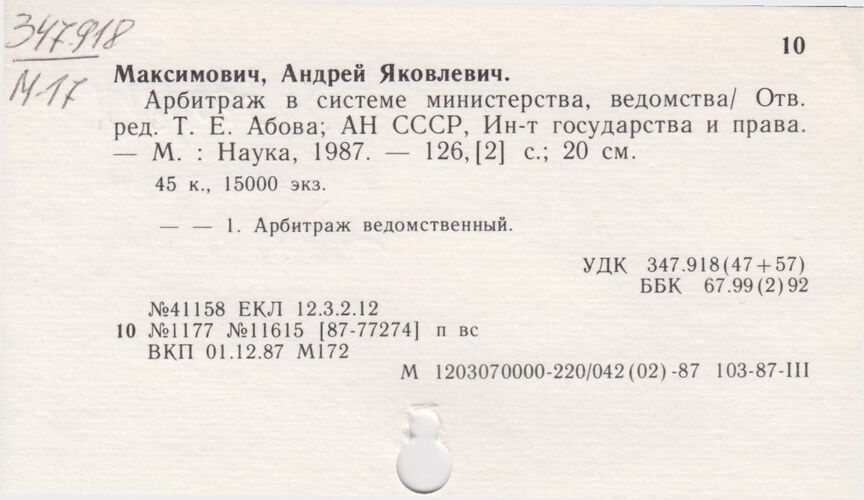 347.918
М-17
10
Максимович, Андрей Яковлевич.
Арбитраж в системе министерства, ведомства/ Отв.
ред. Т. Е. Абова; АН СССР, Ин-т государства и права.
— М. : Наука, 1987. — 126,[2] с.; 20 см.
45 к., 15000 экз.
— — 1. Арбитраж ведомственный.
УДК 347.918(47+57)
ББК 67.99(2)92
№41158 ЕКЛ 12.3.2.12
10 №1177 №11615 [87-77274] п вс
ВКП 01.12.87 М172
М 1203070000-220/042(02)-87 103-87-III